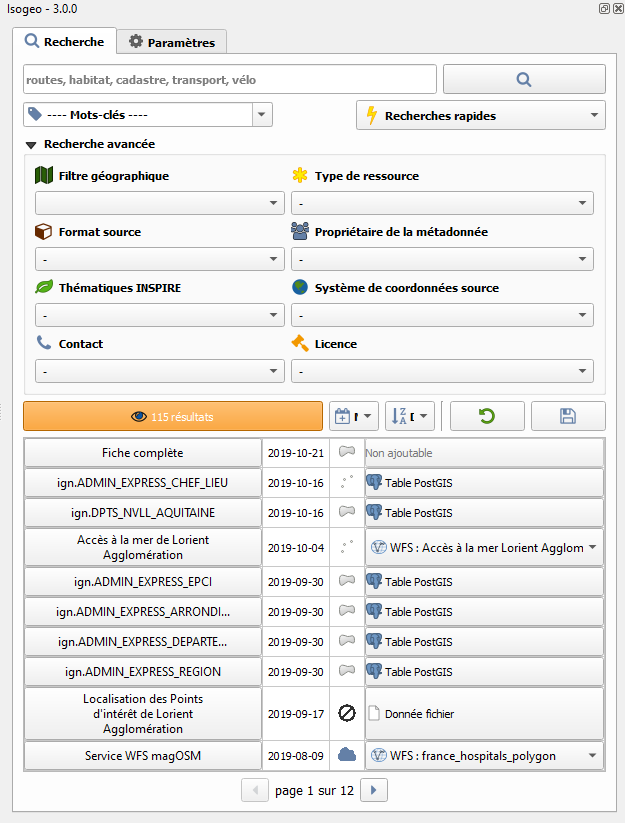 Isogeo - 3.0.0
Recherche
Paramètres
routes, habitat, cadastre, transport, vélo
---- Mots-clés ----
Recherches rapides
Recherche avancée
Filtre géographique
Type de ressource
-
Format source
Propriétaire de la métadonnée
-
-
Thématiques INSPIRE
Système de coordonnées source
-
-
Contact
Licence
-
-
115 résultats
Fiche complète
2019-10-21
Non ajoutable
ign.ADMIN_EXPRESS_CHEF_LIEU
2019-10-16
Table PostGIS
ign.DPTS_NVLL_AQUITAINE
2019-10-16
Table PostGIS
Accès à la mer de Lorient
Agglomération
2019-10-04
WFS : Accès à la mer Lorient Agglom
ign.ADMIN_EXPRESS_EPCI
2019-09-30
Table PostGIS
ign.ADMIN_EXPRESS_ARRONDI...
2019-09-30
Table PostGIS
ign.ADMIN_EXPRESS_DEPARTE...
2019-09-30
Table PostGIS
ign.ADMIN_EXPRESS_REGION
2019-09-30
Table PostGIS
Localisation des Points
d'intérêt de Lorient
Agglomération
2019-09-17
Donnée fichier
Service WFS magOSM
2019-08-09
WFS : france_hospitals_polygon
page 1 sur 12